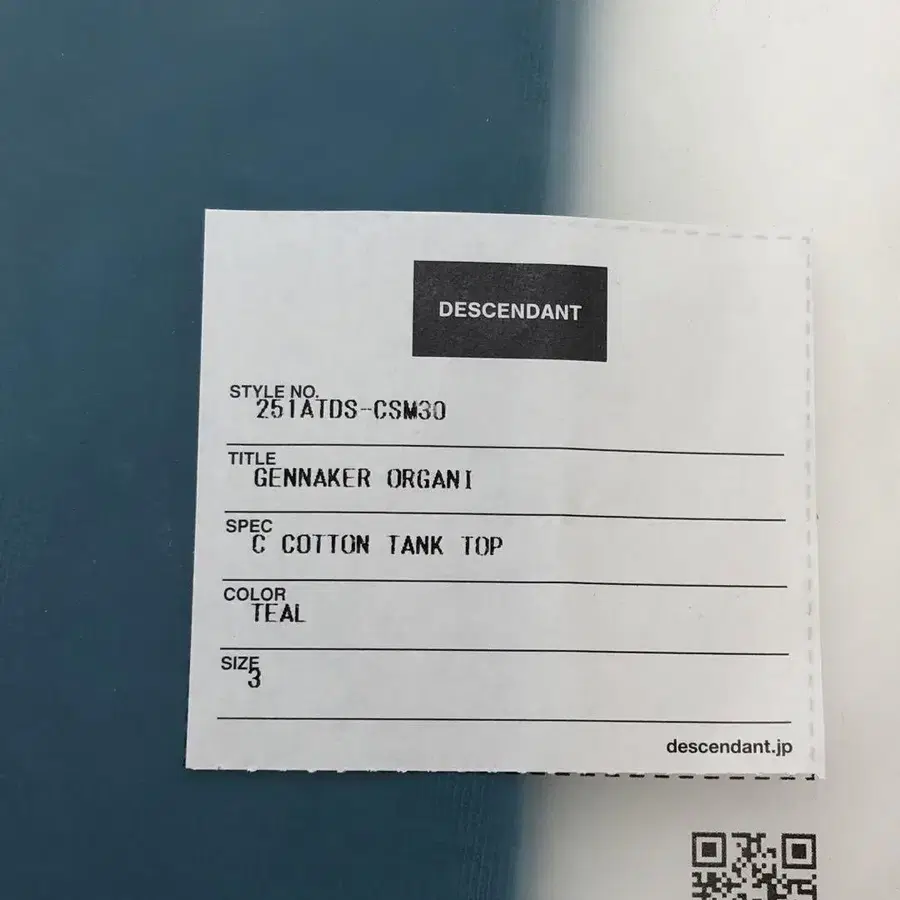 DESCENDANT
STYLE NO.
251ATDS-CSM30
TITLE
GENNAKER ORGANI
SPEC
C COTTON TANK TOP
COLOR
TEAL
SIZE
3
descendant.jp